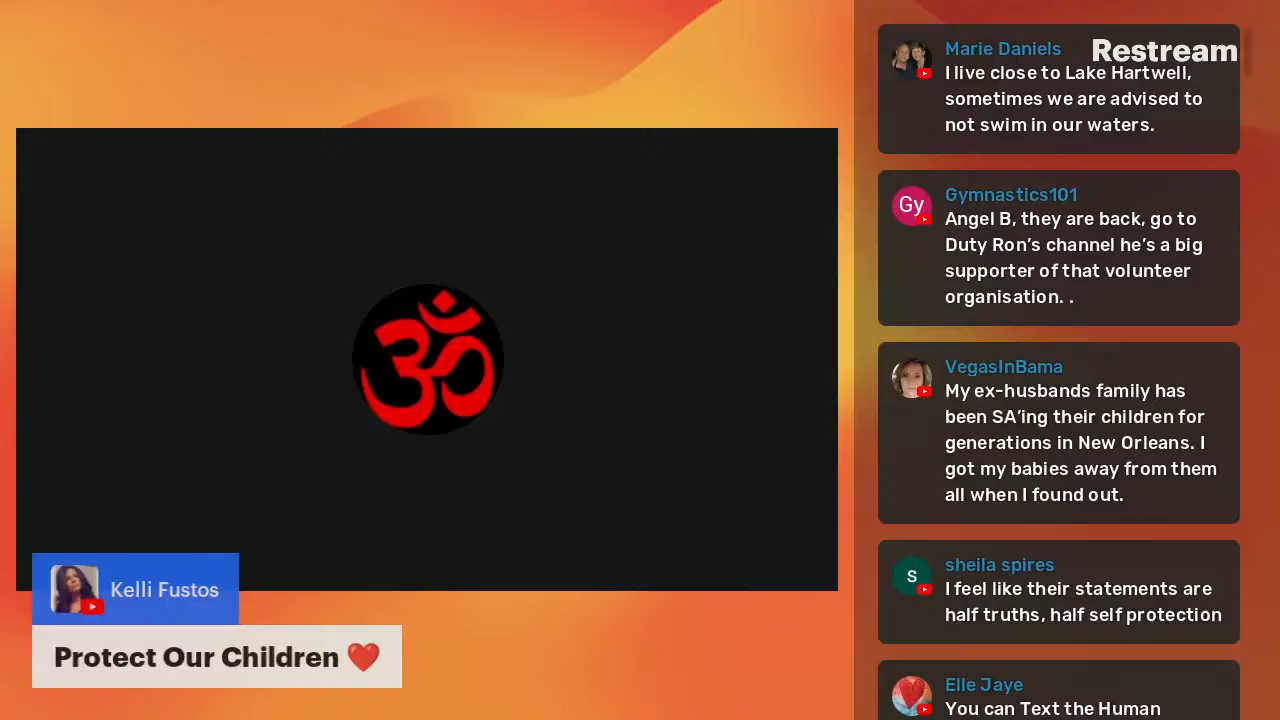 ॐ
Kelli Fustos
Protect Our Children ❤️
Restream
Marie Daniels
I live close to Lake Hartwell,
sometimes we are advised to
not swim in our waters.
Gy
Gymnastics101
Angel B, they are back, go to
Duty Ron’s channel he’s a big
supporter of that volunteer
organisation. .
VegasInBama
My ex-husbands family has
been SA’ing their children for
generations in New Orleans. I
got my babies away from them
all when I found out.
s
sheila spires
I feel like their statements are
half truths, half self protection
Elle Jaye
You can Text the Human